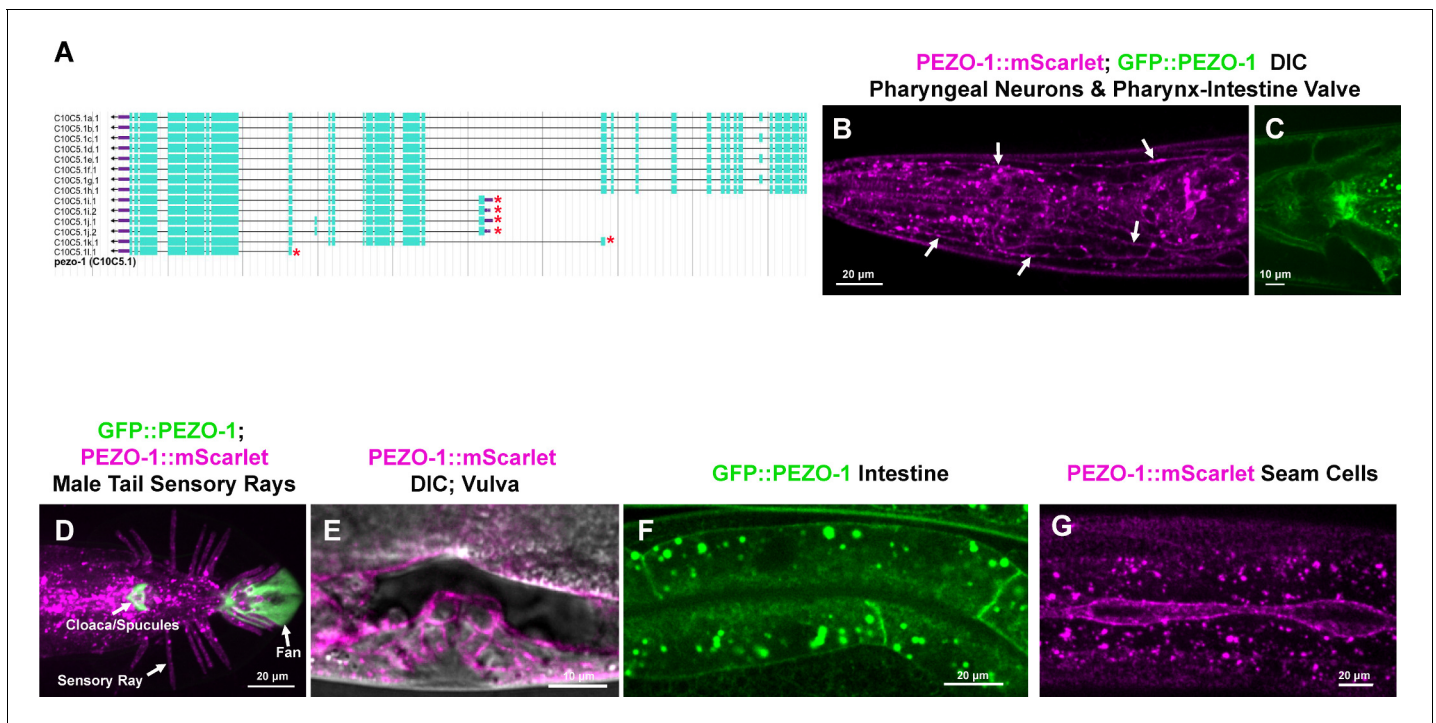 A
C10C5.1a.1
C10C5.1b.1
C10C5.1c.1
C10C5.1d.1
C10C5.1e.1
C10C5.1f.1
C10C5.1g.1
C10C5.1h.1
C10C5.1i.1
*
C10C5.1i.2
*
C10C5.1j.1
*
C10C5.1j.2
*
C10C5.1k.1
*
C10C5.1l.1
*
pezo-1 (C10C5.1)
PEZO-1::mScarlet; GFP::PEZO-1 DIC
Pharyngeal Neurons & Pharynx-Intestine Valve
B
20 µm
C
10 µm
GFP::PEZO-1;
PEZO-1::mScarlet
Male Tail Sensory Rays
D
Cloaca/Spucules
Fan
Sensory Ray
20 µm
PEZO-1::mScarlet
DIC; Vulva
E
10 µm
GFP::PEZO-1 Intestine
F
20 µm
PEZO-1::mScarlet Seam Cells
G
20 µm